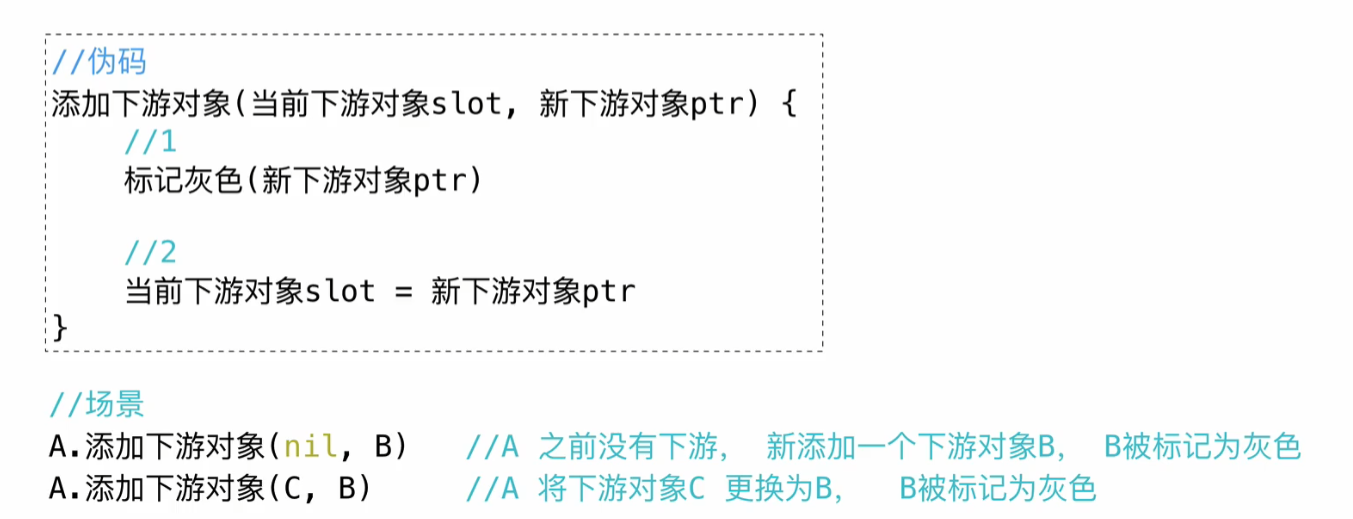 //伪码
添加下游对象(当前下游对象slot, 新下游对象ptr) {
//1
标记灰色(新下游对象ptr)
//2
当前下游对象slot = 新下游对象ptr
}
//场景
A.添加下游对象(nil, B) //A 之前没有下游， 新添加一个下游对象B， B被标记为灰色
A.添加下游对象(C, B) //A 将下游对象C 更换为B， B被标记为灰色